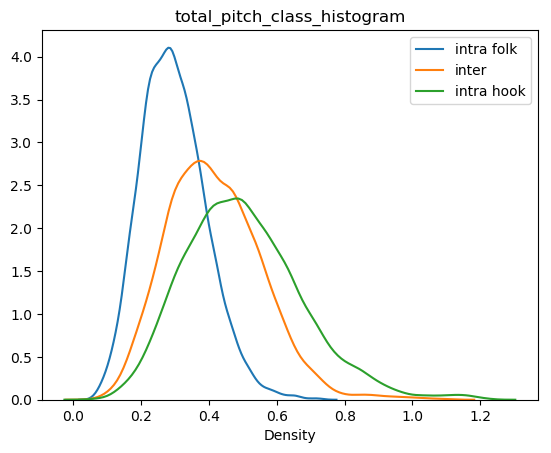 total_pitch_class_histogram
intra folk
inter
intra hook
4.0
3.5
3.0
2.5
2.0
1.5
1.0
0.5
0.0
0.0 0.2 0.4 0.6 0.8 1.0 1.2
Density